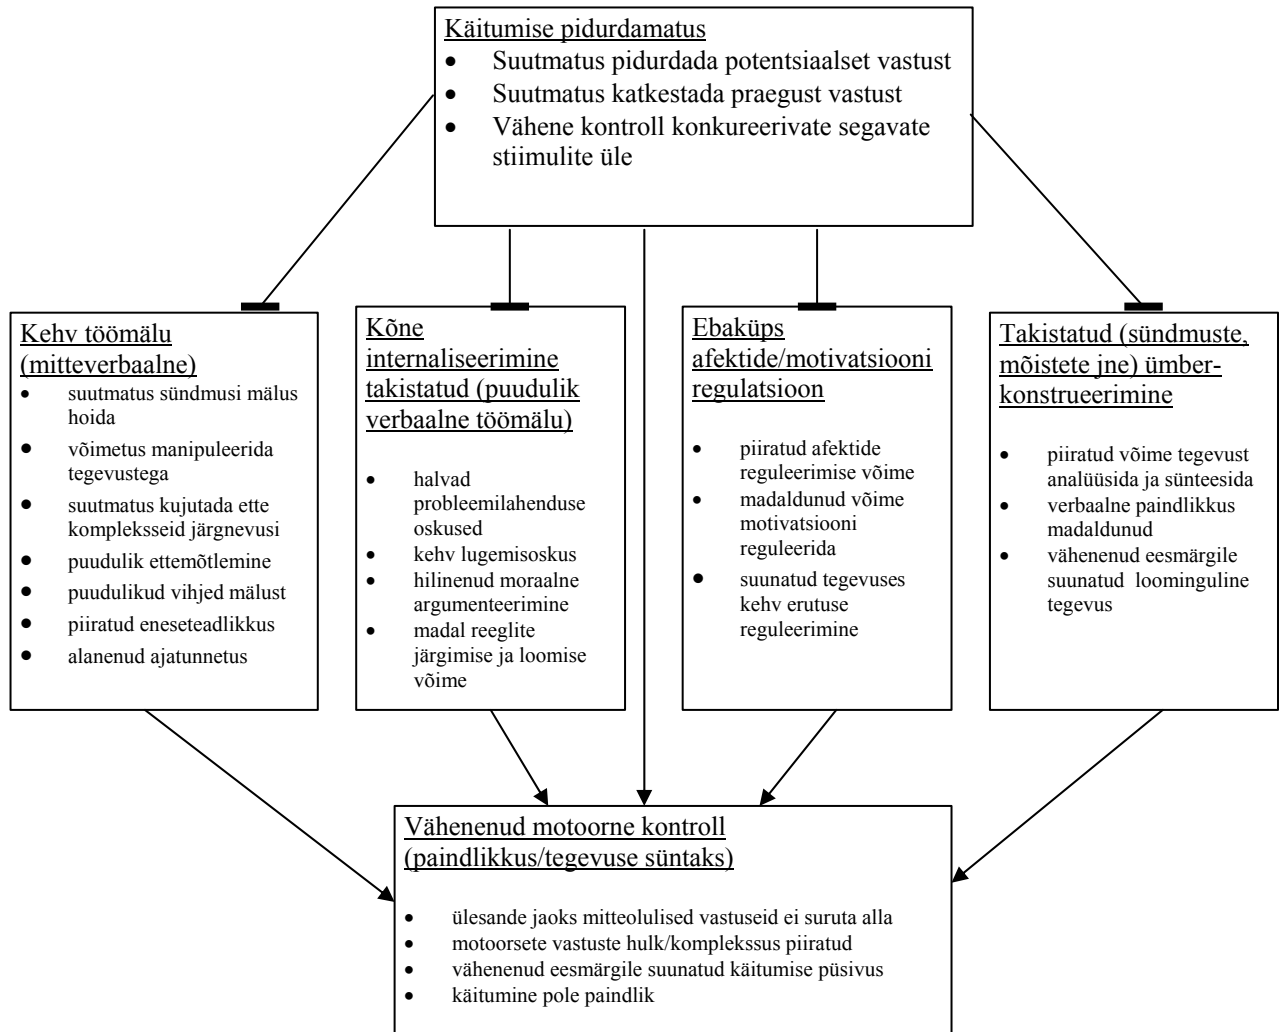 Käitumise pidurdamatus
• Suutmatus pidurdada potentsiaalset vastust
• Suutmatus katkestada praegust vastust
• Vähene kontroll konkureerivate segavate
stiimulite üle
Kehv töömälu
(mitteverbaalne)
• suutmatus sündmusi mälus
hoida
• võimetus manipuleerida
tegevustega
• suutmatus kujutada ette
kompleksseid järgnevusi
• puudulik ettemõtlemine
• puudulikud vihjed mälust
• piiratud eneseteadlikkus
• alanenud ajatunnetus
Kõne
internaliseerimine
takistatud (puudulik
verbaalne töömälu)
• halvad
probleemilahenduse
oskused
• kehv lugemisoskus
• hilinenud moraalne
argumenteerimine
• madal reeglite
järgimise ja loomise
võime
Ebaküps
afektide/motivatsiooni
regulatsioon
• piiratud afektide
reguleerimise võime
• madaldunud võime
motivatsiooni
reguleerida
• suunatud tegevuses
kehv erutuse
reguleerimine
Takistatud (sündmuste,
mõistete jne) ümber-
konstrueerimine
• piiratud võime tegevust
analüüsida ja sünteesida
• verbaalne paindlikkus
madaldunud
• vähenenud eesmärgile
suunatud loominguline
tegevus
Vähenenud motoorne kontroll
(paindlikkus/tegevuse süntaks)
• ülesande jaoks mitteolulised vastuseid ei suruta alla
• motoorsete vastuste hulk/komplekssus piiratud
• vähenenud eesmärgile suunatud käitumise püsivus
• käitumine pole paindlik